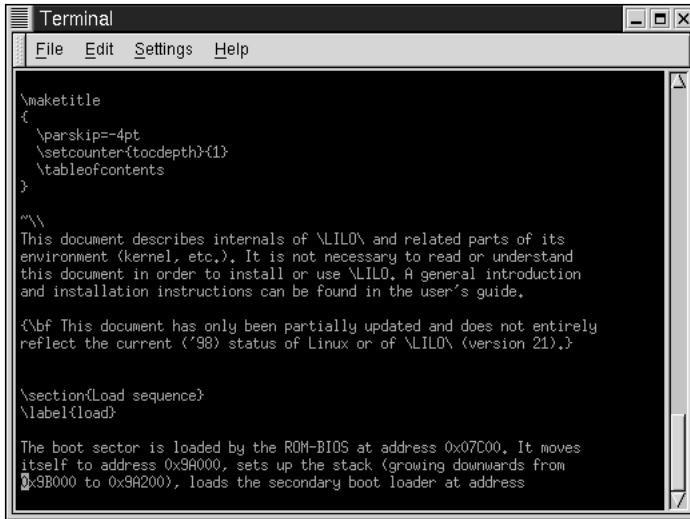 Terminal
File Edit Settings Help
\maketitle
{
\parskip=-4pt
\setcounter{tocdepth}{1}
\tableofcontents
}
~\\
This document describes internals of \LILO\ and related parts of its
environment (kernel, etc.). It is not necessary to read or understand
this document in order to install or use \LILO. A general introduction
and installation instructions can be found in the user's guide.
{\bf This document has only been partially updated and does not entirely
reflect the current ('98) status of Linux or of \LILO\ (version 21).}
\section{Load sequence}
\label{load}
The boot sector is loaded by the ROM-BIOS at address 0x07C00. It moves
itself to address 0x9A000, sets up the stack (growing downwards from
0x9B000 to 0x9A200), loads the secondary boot loader at address